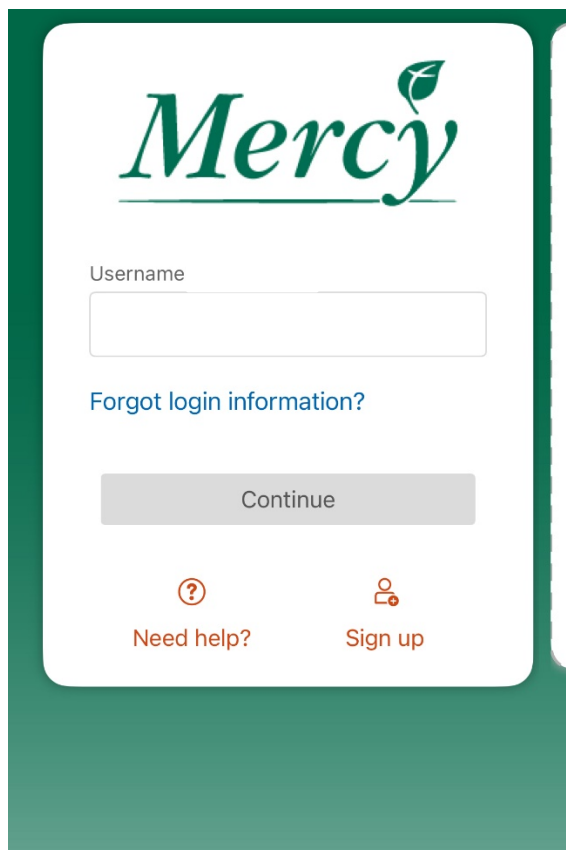 Mercy
Username
Forgot login information?
Continue
Need help?
Sign up